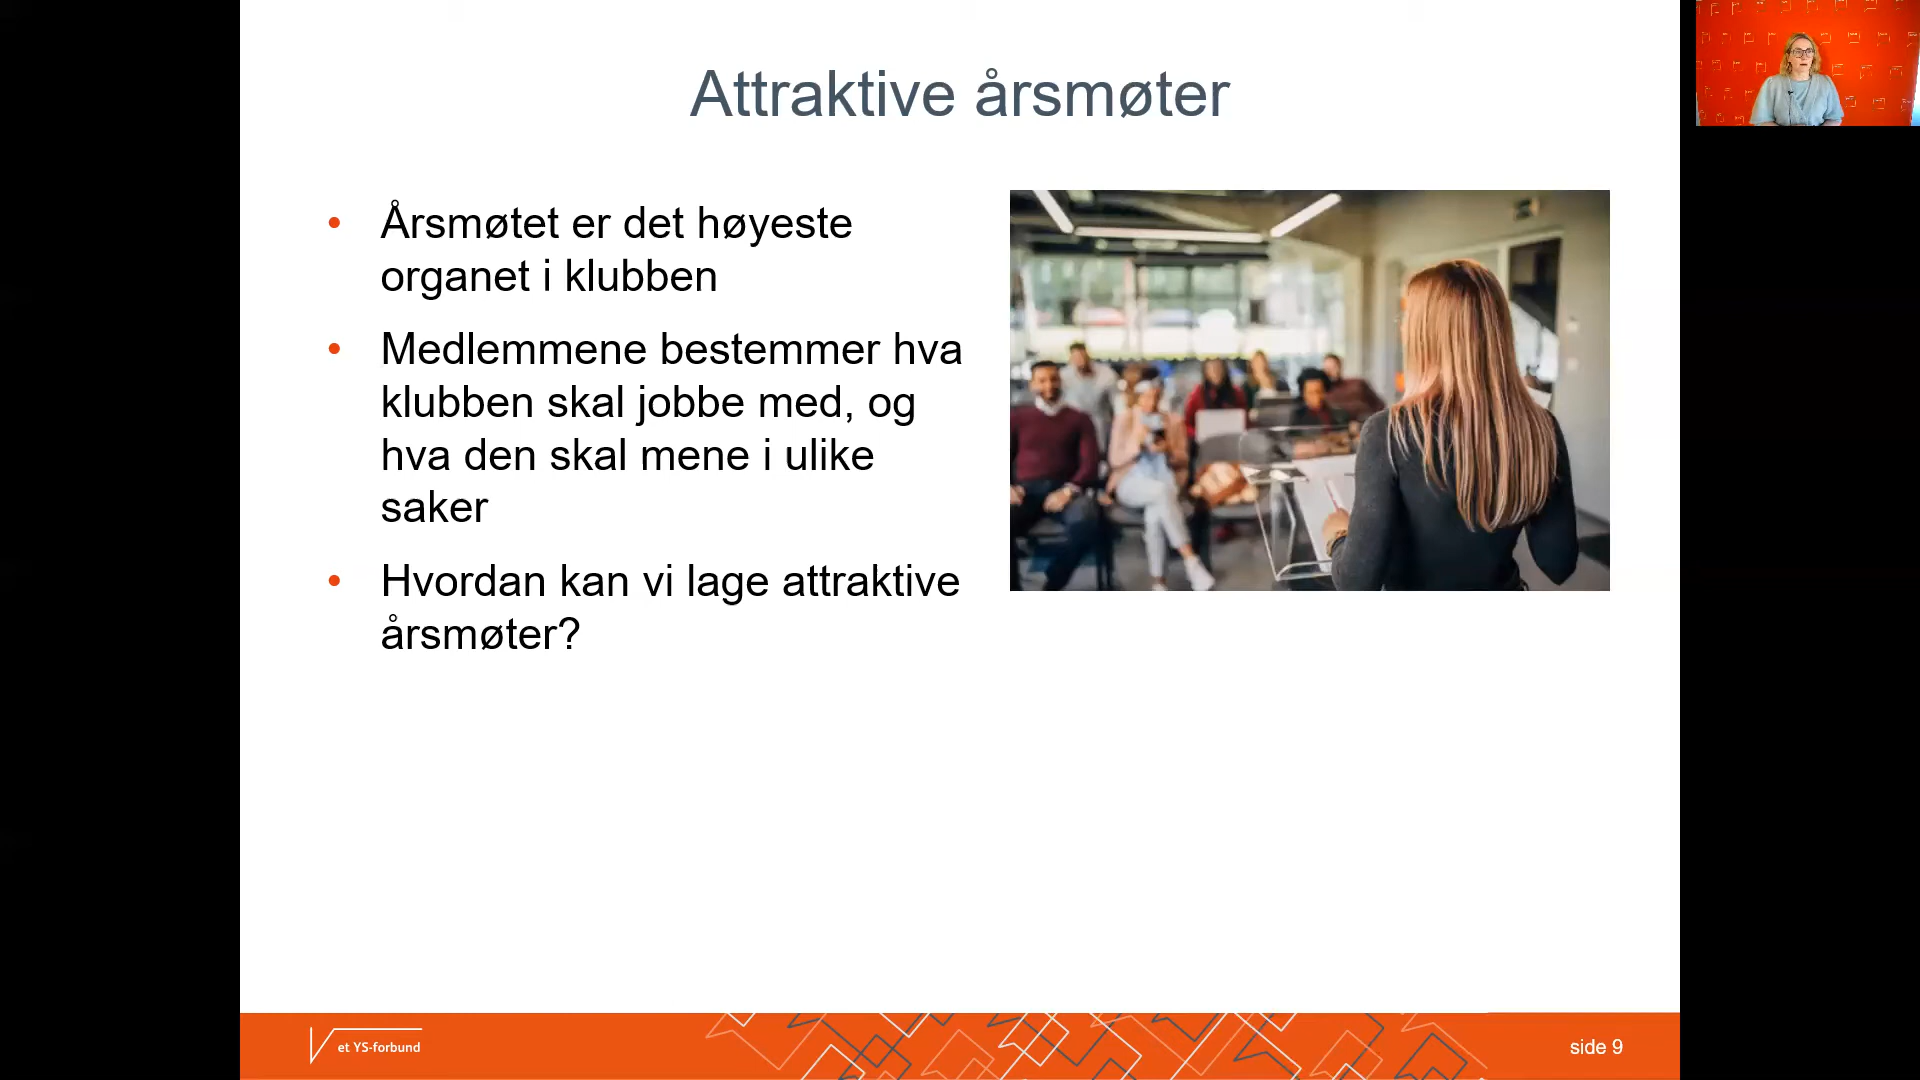 Attraktive årsmøter
• Årsmøtet er det høyeste
organet i klubben
• Medlemmene bestemmer hva
klubben skal jobbe med, og
hva den skal mene i ulike
saker
• Hvordan kan vi lage attraktive
årsmøter?
et YS-forbund
side 9